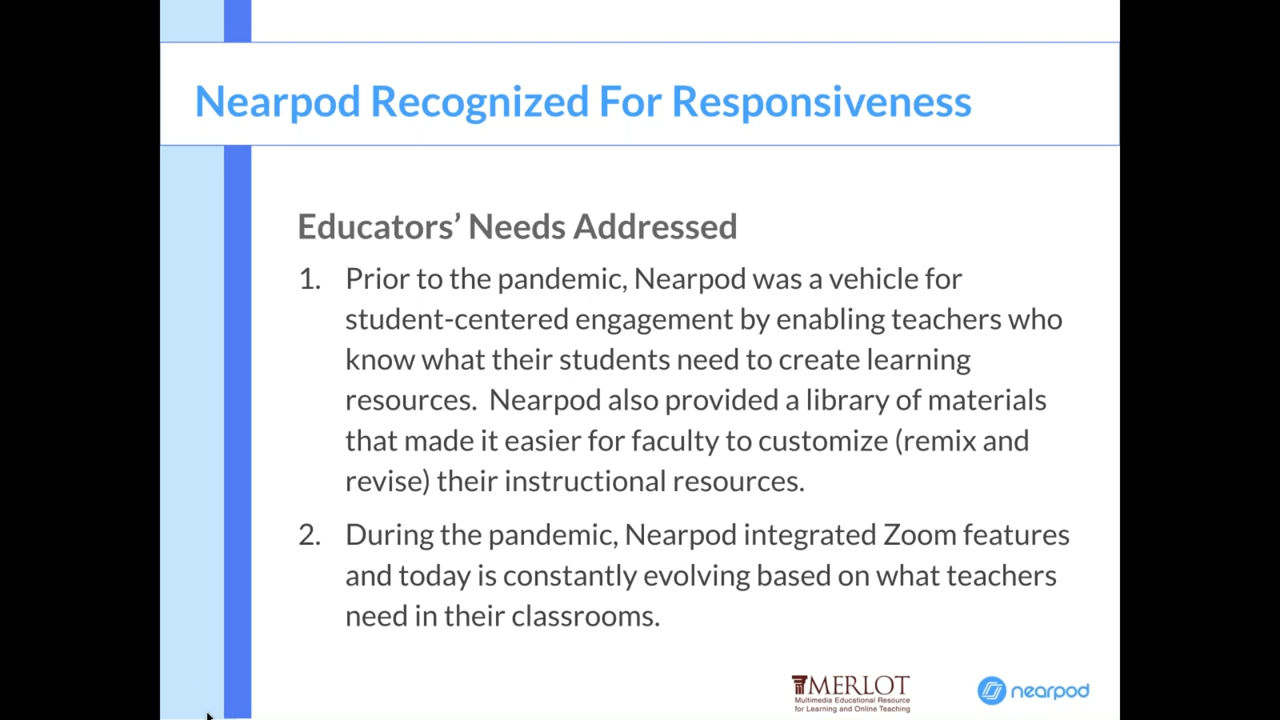 Nearpod Recognized For Responsiveness
Educators’ Needs Addressed
1. Prior to the pandemic, Nearpod was a vehicle for
student-centered engagement by enabling teachers who
know what their students need to create learning
resources.  Nearpod also provided a library of materials
that made it easier for faculty to customize (remix and
revise) their instructional resources.
2. During the pandemic, Nearpod integrated Zoom features
and today is constantly evolving based on what teachers
need in their classrooms.
MERLOT
Multimedia Educational Resource
for Learning and Online Teaching
nearpod